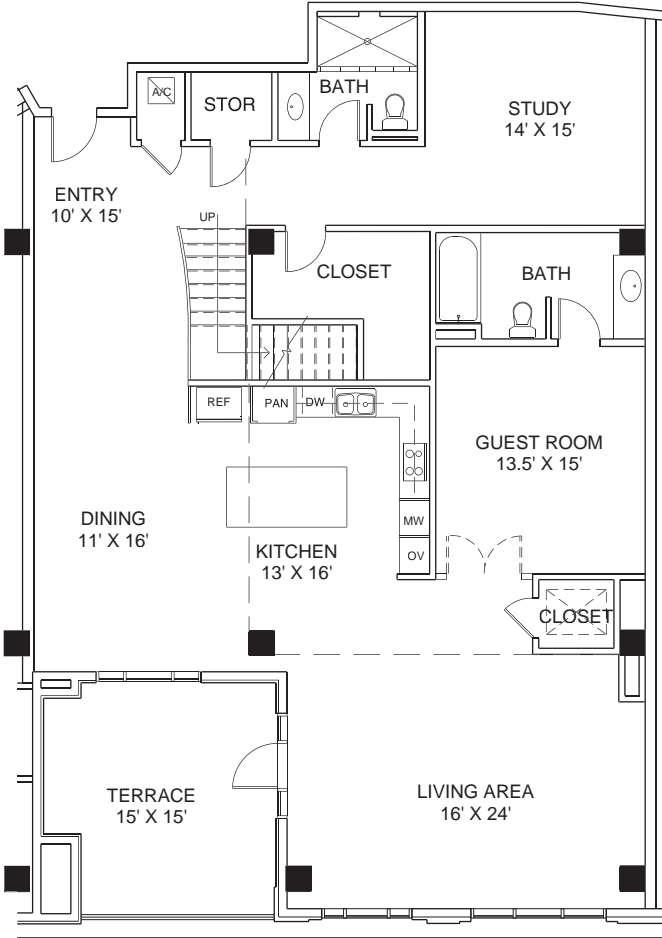 A/C
STOR
BATH
STUDY
14' X 15'
ENTRY
10' X 15'
UP
CLOSET
BATH
REF
PAN
DW
GUEST ROOM
13.5' X 15'
DINING
11' X 16'
MW
KITCHEN
13' X 16'
OV
CLOSET
TERRACE
15' X 15'
LIVING AREA
16' X 24'